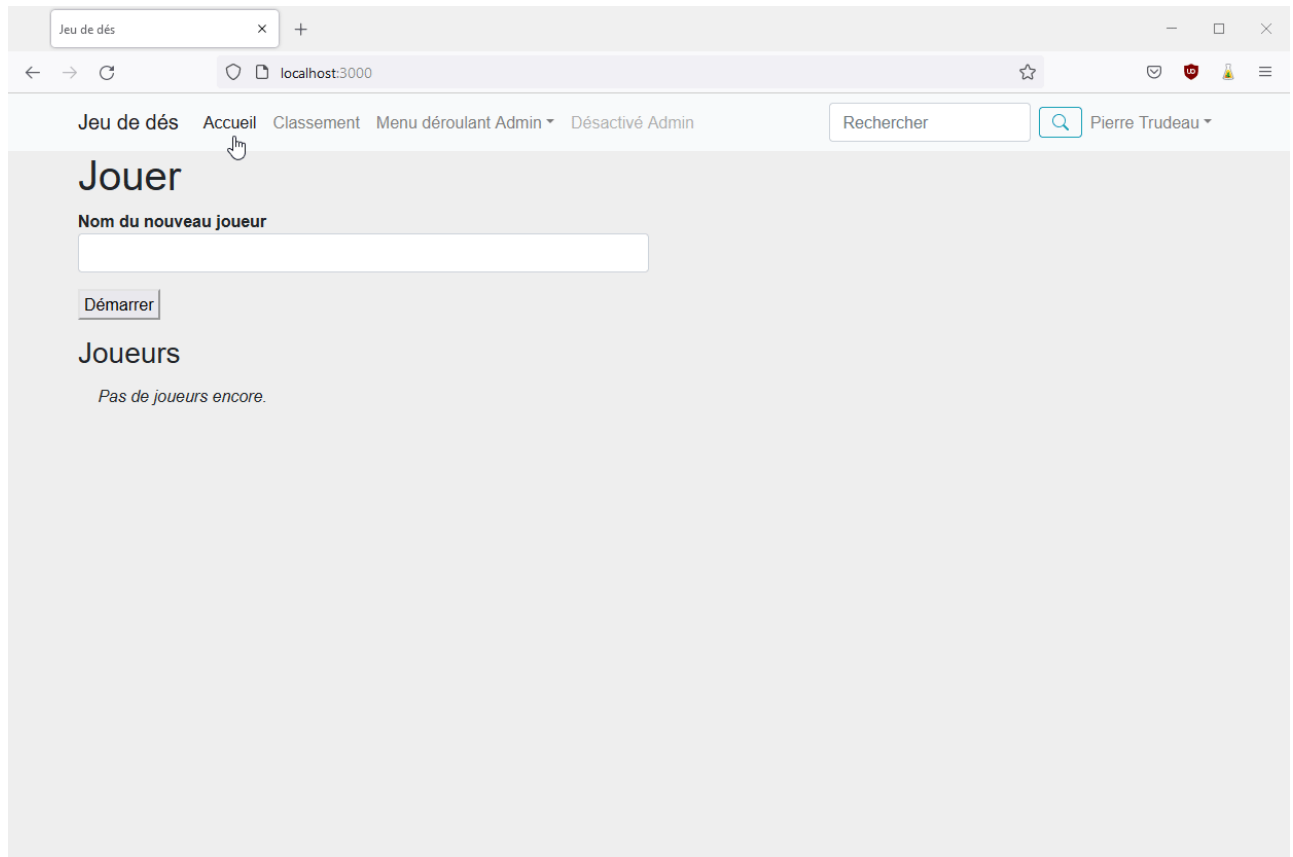 Jeu de dés
localhost:3000
Jeu de dés Accueil Classement Menu déroulant Admin Désactivé Admin Rechercher Pierre Trudeau
Jouer
Nom du nouveau joueur
Démarrer
Joueurs
Pas de joueurs encore.